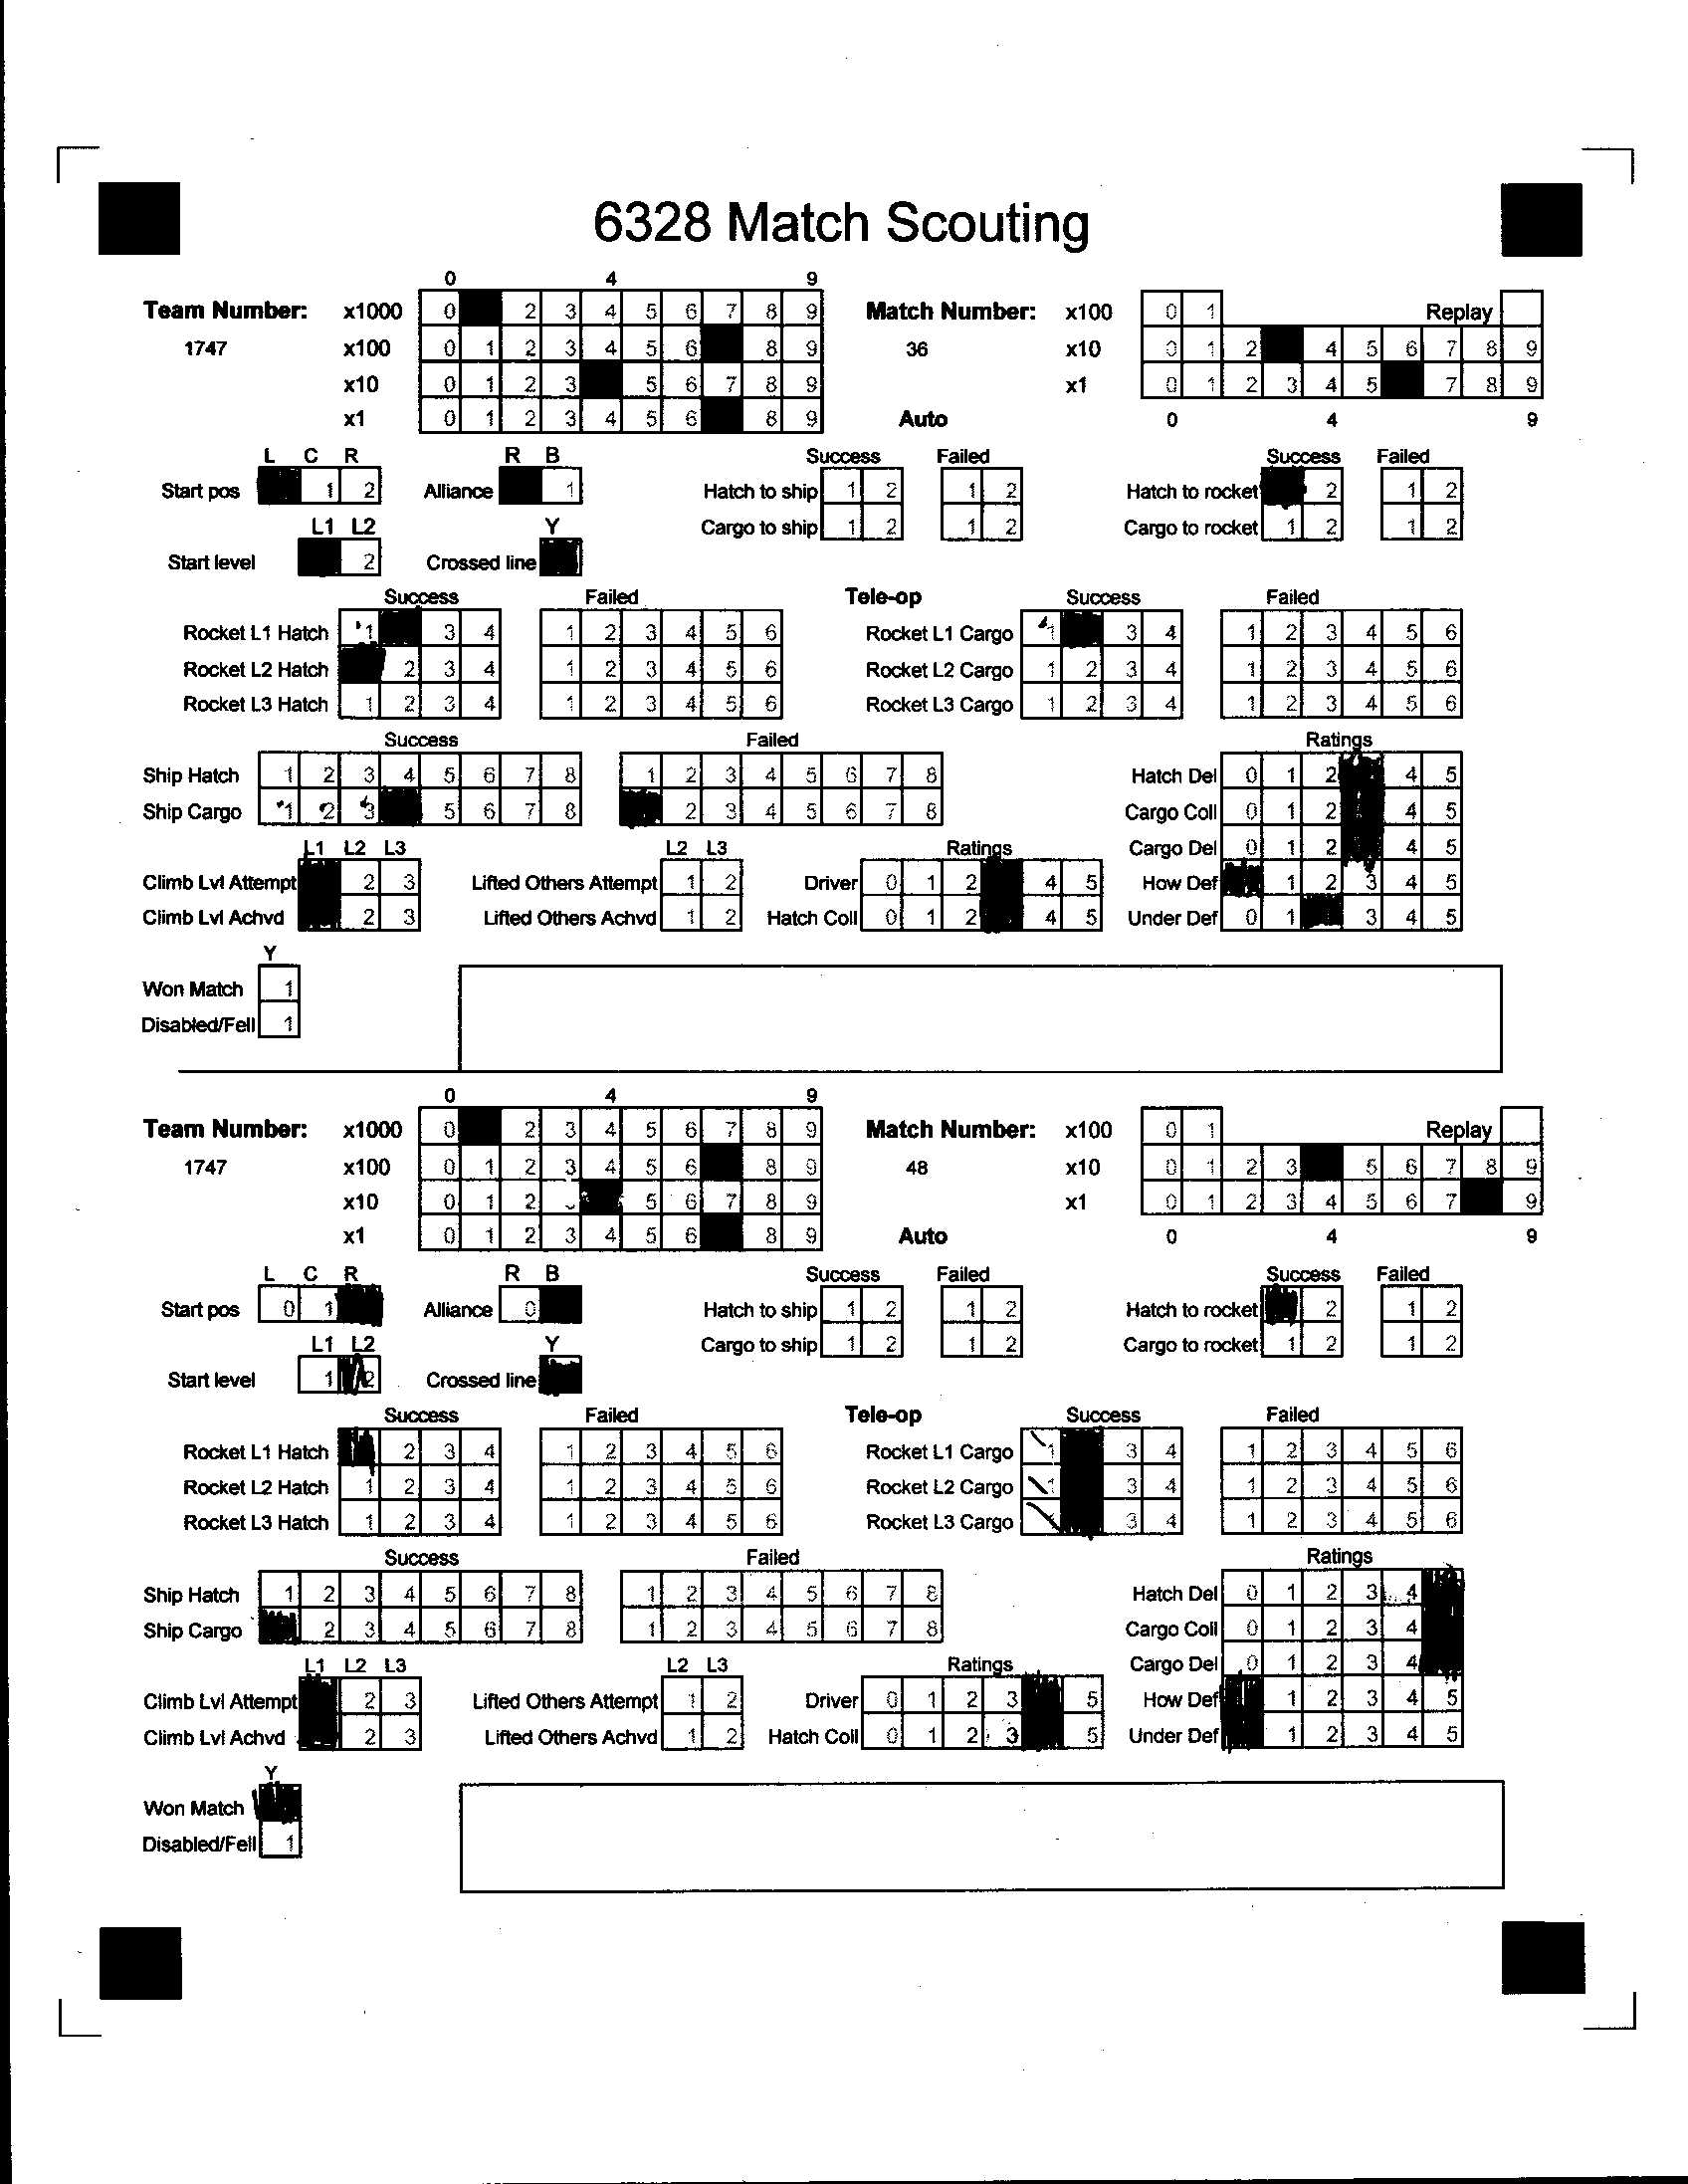 6328 Match Scouting
0 4 9
Team Number: x1000 0 2 3 4 5 6 7 8 9 Match Number: x100 0 1 Replay
1747 x100 0 1 2 3 4 5 6 8 9 36 x10 0 1 2 4 5 6 7 8 9
x10 0 1 2 3 5 6 7 8 9 x1 0 1 2 3 4 5 7 8 9
x1 0 1 2 3 4 5 6 8 9 Auto 0 4 9
L C R R B Success Failed Success Failed
Start pos 1 2 Alliance 1 Hatch to ship 1 2 1 2 Hatch to rocket 2 1 2
L1 L2 Y Cargo to ship 1 2 1 2 Cargo to rocket 1 2 1 2
Start level 2 Crossed line
Success Failed Tele-op Success Failed
Rocket L1 Hatch 1 3 4 1 2 3 4 5 6 Rocket L1 Cargo 1 3 4 1 2 3 4 5 6
Rocket L2 Hatch 2 3 4 1 2 3 4 5 6 Rocket L2 Cargo 1 2 3 4 1 2 3 4 5 6
Rocket L3 Hatch 1 2 3 4 1 2 3 4 5 6 Rocket L3 Cargo 1 2 3 4 1 2 3 4 5 6
Success Failed Ratings
Ship Hatch 1 2 3 4 5 6 7 8 1 2 3 4 5 6 7 8 Hatch Del 0 1 2 4 5
Ship Cargo 1 2 3 5 6 7 8 2 3 4 5 6 7 8 Cargo Coll 0 1 2 4 5
L1 L2 L3 L2 L3 Ratings Cargo Del 0 1 2 4 5
Climb Lvl Attempt 2 3 Lifted Others Attempt 1 2 Driver 0 1 2 4 5 How Def 1 2 3 4 5
Climb Lvl Achvd 2 3 Lifted Others Achvd 1 2 Hatch Coll 0 1 2 4 5 Under Def 0 1 3 4 5
Y
Won Match 1
Disabled/Fell 1
0 4 9
Team Number: x1000 0 2 3 4 5 6 7 8 9 Match Number: x100 0 1 Replay
1747 x100 0 1 2 3 4 5 6 8 9 48 x10 0 1 2 3 5 6 7 8 9
x10 0 1 2 5 6 7 8 9 x1 0 1 2 3 4 5 6 7 9
x1 0 1 2 3 4 5 6 8 9 Auto 0 4 9
L C R R B Success Failed Success Failed
Start pos 0 1 Alliance 0 Hatch to ship 1 2 1 2 Hatch to rocket 2 1 2
L1 L2 Y Cargo to ship 1 2 1 2 Cargo to rocket 1 2 1 2
Start level 1 2 Crossed line
Success Failed Tele-op Success Failed
Rocket L1 Hatch 2 3 4 1 2 3 4 5 6 Rocket L1 Cargo 1 3 4 1 2 3 4 5 6
Rocket L2 Hatch 1 2 3 4 1 2 3 4 5 6 Rocket L2 Cargo 1 3 4 1 2 3 4 5 6
Rocket L3 Hatch 1 2 3 4 1 2 3 4 5 6 Rocket L3 Cargo 3 4 1 2 3 4 5 6
Success Failed Ratings
Ship Hatch 1 2 3 4 5 6 7 8 1 2 3 4 5 6 7 8 Hatch Del 0 1 2 3 4
Ship Cargo 2 3 4 5 6 7 8 1 2 3 4 5 6 7 8 Cargo Coll 0 1 2 3 4
L1 L2 L3 L2 L3 Ratings Cargo Del 0 1 2 3 4
Climb Lvl Attempt 2 3 Lifted Others Attempt 1 2 Driver 0 1 2 3 5 How Def 1 2 3 4 5
Climb Lvl Achvd 2 3 Lifted Others Achvd 1 2 Hatch Coll 0 1 2 3 5 Under Def 1 2 3 4 5
Y
Won Match
Disabled/Fell 1